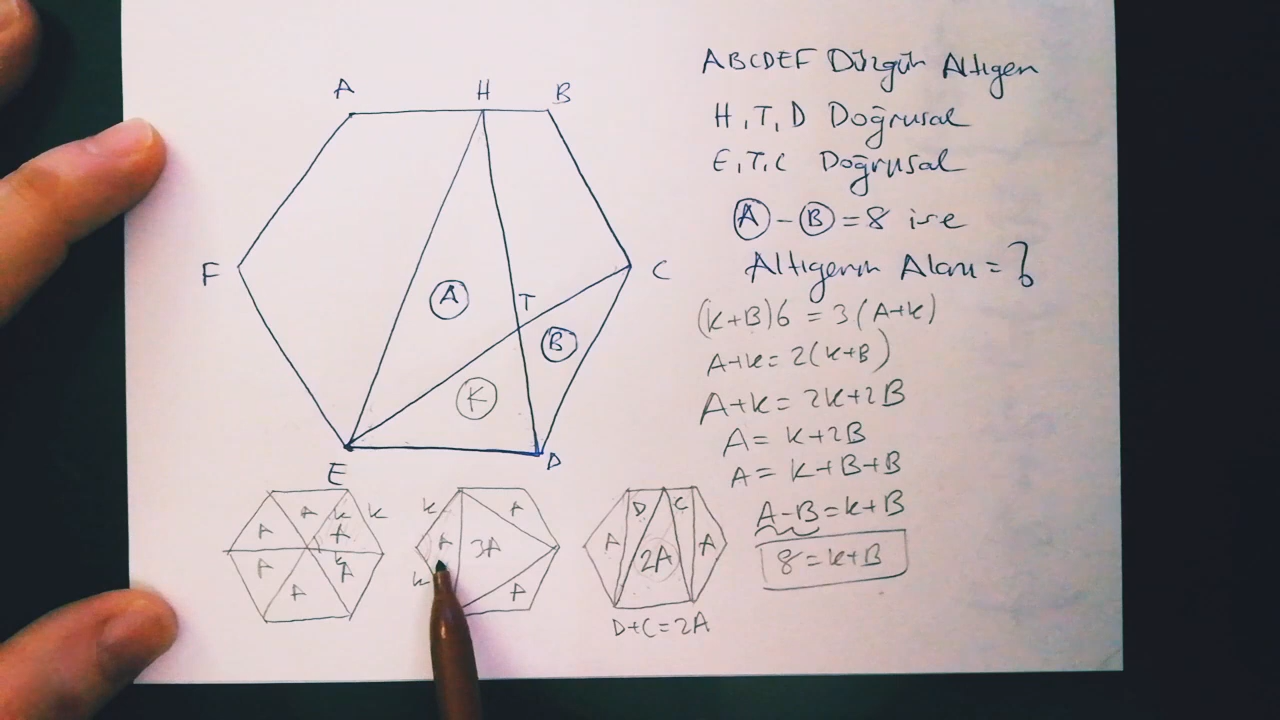 A H B
F C
A T
B
K
E D
ABCDEF Düzgün Altıgen
H, T, D Doğrusal
E, T, C Doğrusal
A - B = 8 ise
Altıgenin Alanı = ?
(K+B)6 = 3(A+K)
A+K = 2(K+B)
A+K = 2K+2B
A = K+2B
A = K+B+B
A-B = K+B
8 = K+B
A A k A k
A A k A
k A A 3A k A
A D C A
2A
D+C=2A